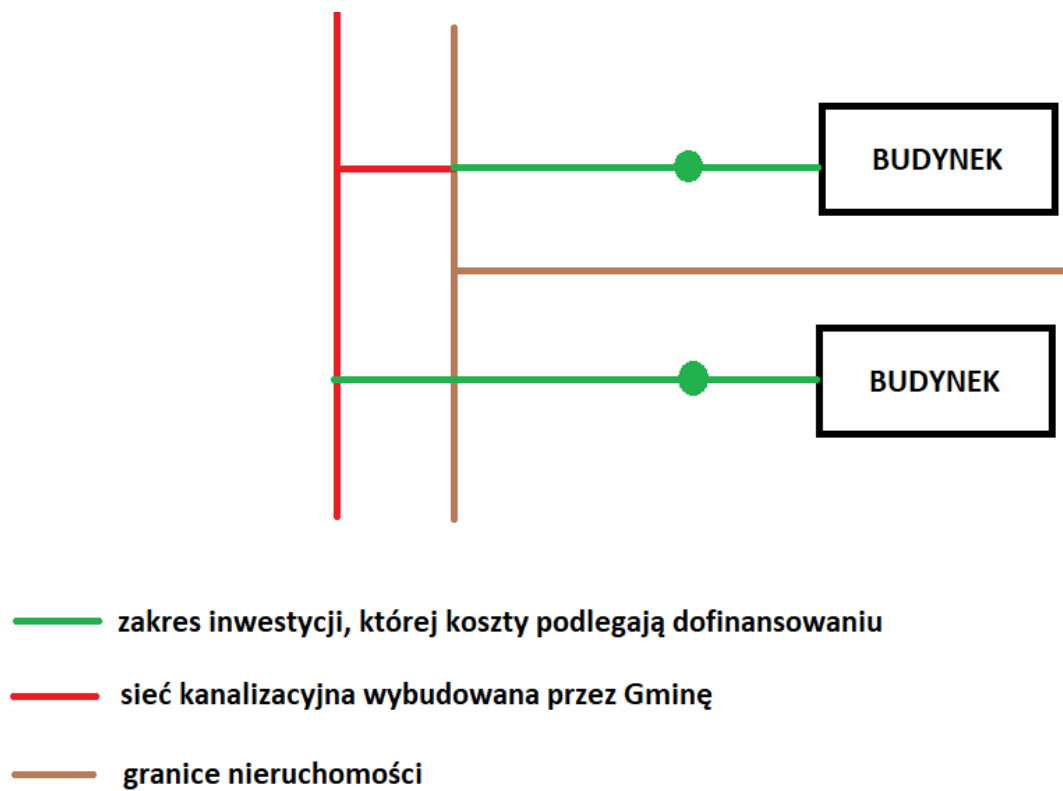 BUDYNEK
BUDYNEK
zakres inwestycji, której koszty podlegają dofinansowaniu
sieć kanalizacyjna wybudowana przez Gminę
granice nieruchomości